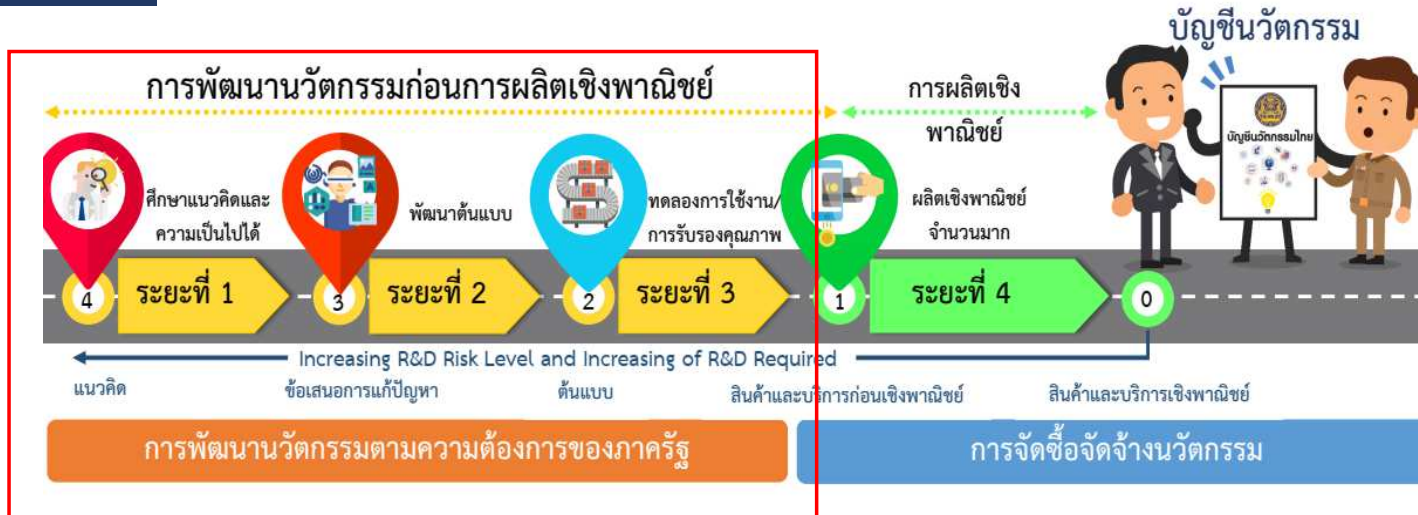 บัญชีนวัตกรรม
การพัฒนานวัตกรรมก่อนการผลิตเชิงพาณิชย์
การผลิตเชิง
พาณิชย์
บัญชีนวัตกรรมไทย
ศึกษาแนวคิดและ
ความเป็นไปได้
พัฒนาต้นแบบ
ทดลองการใช้งาน/
การรับรองคุณภาพ
ผลิตเชิงพาณิชย์
จำนวนมาก
4 ระยะที่ 1 3 ระยะที่ 2 2 ระยะที่ 3 1 ระยะที่ 4 0
Increasing R&D Risk Level and Increasing of R&D Required
แนวคิด ข้อเสนอการแก้ปัญหา ต้นแบบ สินค้าและบริการก่อนเชิงพาณิชย์ สินค้าและบริการเชิงพาณิชย์
การพัฒนานวัตกรรมตามความต้องการของภาครัฐ การจัดซื้อจัดจ้างนวัตกรรม